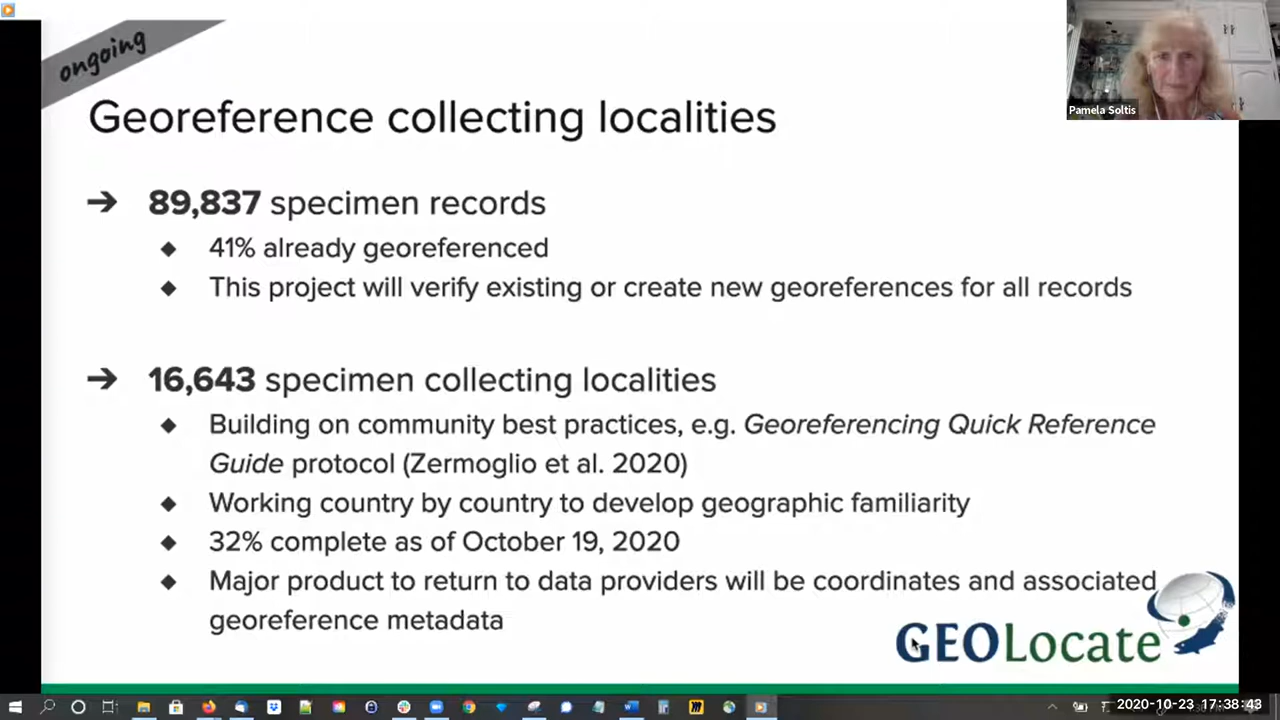 ongoing
Pamela Soltis
Georeference collecting localities
➔ 89,837 specimen records
◆ 41% already georeferenced
◆ This project will verify existing or create new georeferences for all records
➔ 16,643 specimen collecting localities
◆ Building on community best practices, e.g. Georeferencing Quick Reference
Guide protocol (Zermoglio et al. 2020)
◆ Working country by country to develop geographic familiarity
◆ 32% complete as of October 19, 2020
◆ Major product to return to data providers will be coordinates and associated
georeference metadata
GEOLocate
2020-10-23 17:38:43